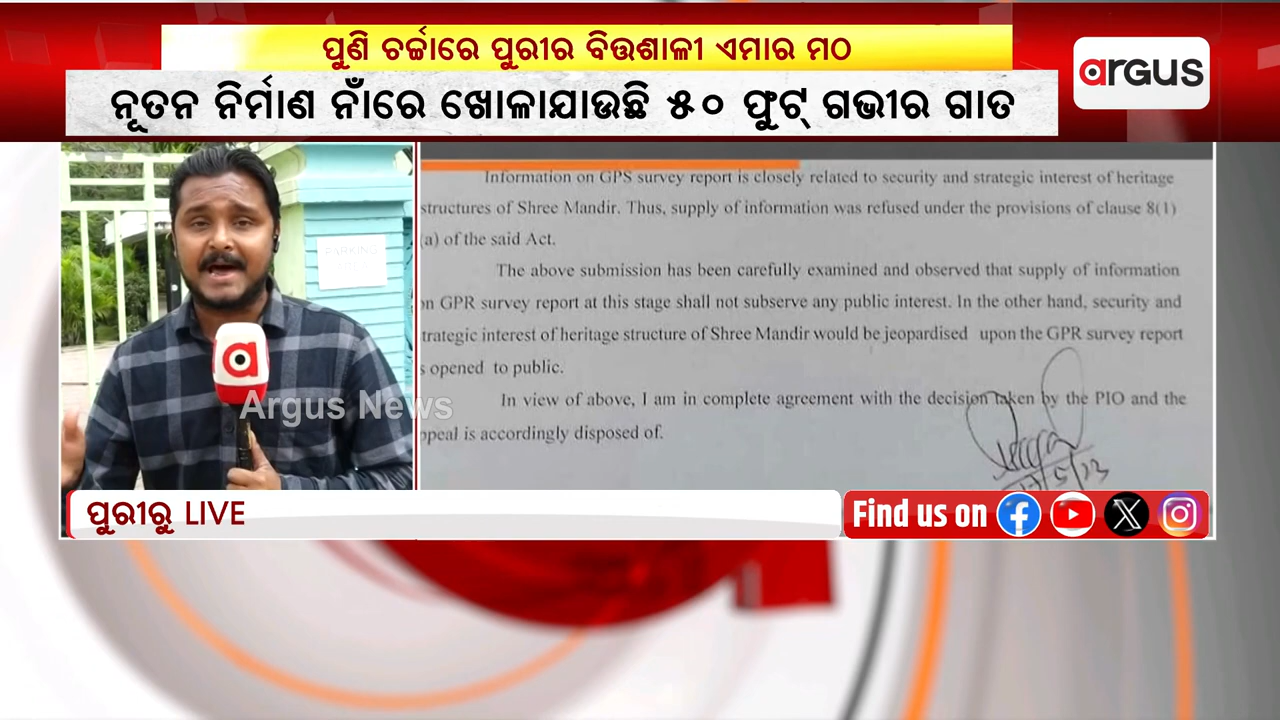 ପୁଣି ଚର୍ଚ୍ଚାରେ ପୁରୀର ବିତ୍ତଶାଳୀ ଏମାର ମଠ
ନୂତନ ନିର୍ମାଣ ନାଁରେ ଖୋଳାଯାଉଛି ୫୦ ଫୁଟ୍ ଗଭୀର ଗାତ
argus
PARKING
Information on GPS survey report is closely related to security and strategic interest of heritage
structures of Shree Mandir. Thus, supply of information was refused under the provisions of clause 8(1)
(a) of the said Act.
The above submission has been carefully examined and observed that supply of information
on GPR survey report at this stage shall not subserve any public interest. In the other hand, security and
trategic interest of heritage structure of Shree Mandir would be jeopardised upon the GPR survey report
s opened to public.
In view of above, I am in complete agreement with the decision taken by the PIO and the
ppeal is accordingly disposed of.
Argus News
ପୁରୀରୁ LIVE
Find us on